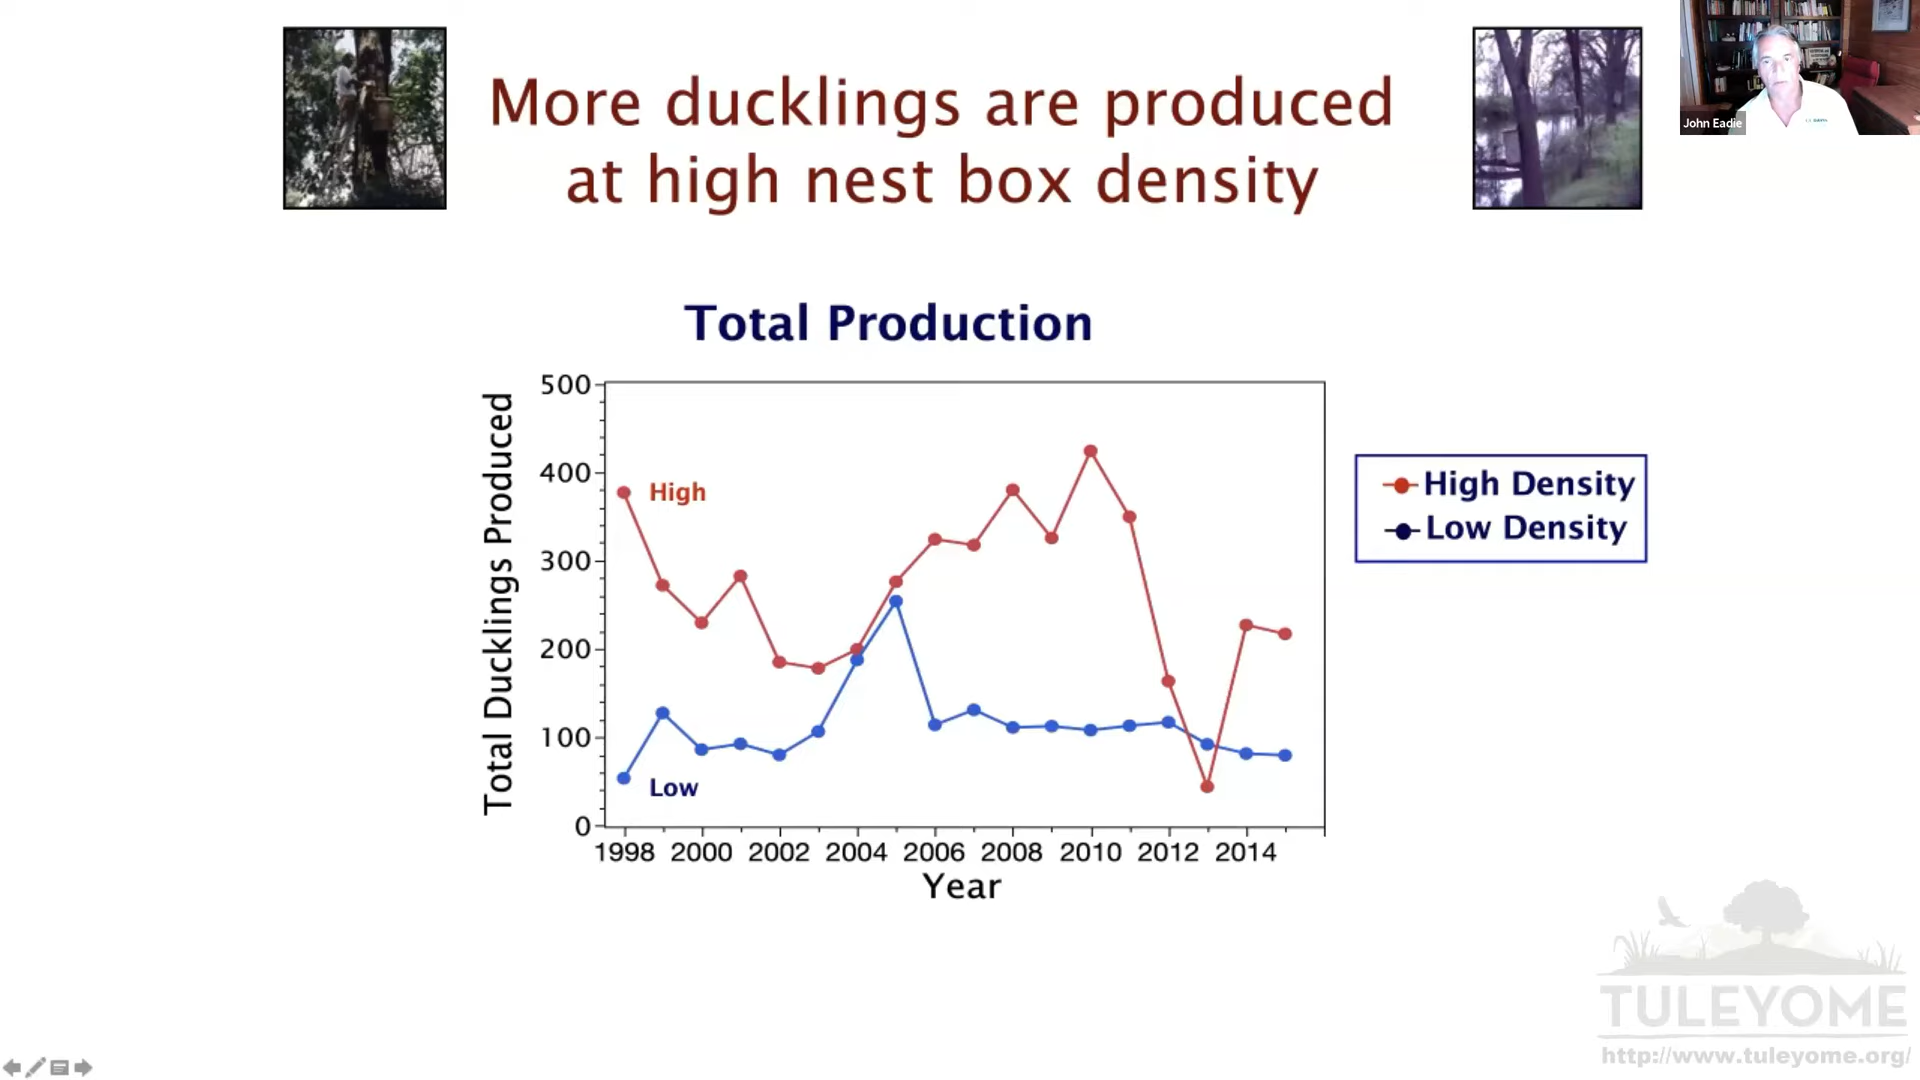 More ducklings are produced
at high nest box density
John Eadie
Total Production
Total Ducklings Produced
500
400
300
200
100
0
High
Low
1998 2000 2002 2004 2006 2008 2010 2012 2014
Year
High Density
Low Density
TULEYOME
http://www.tuleyome.org/